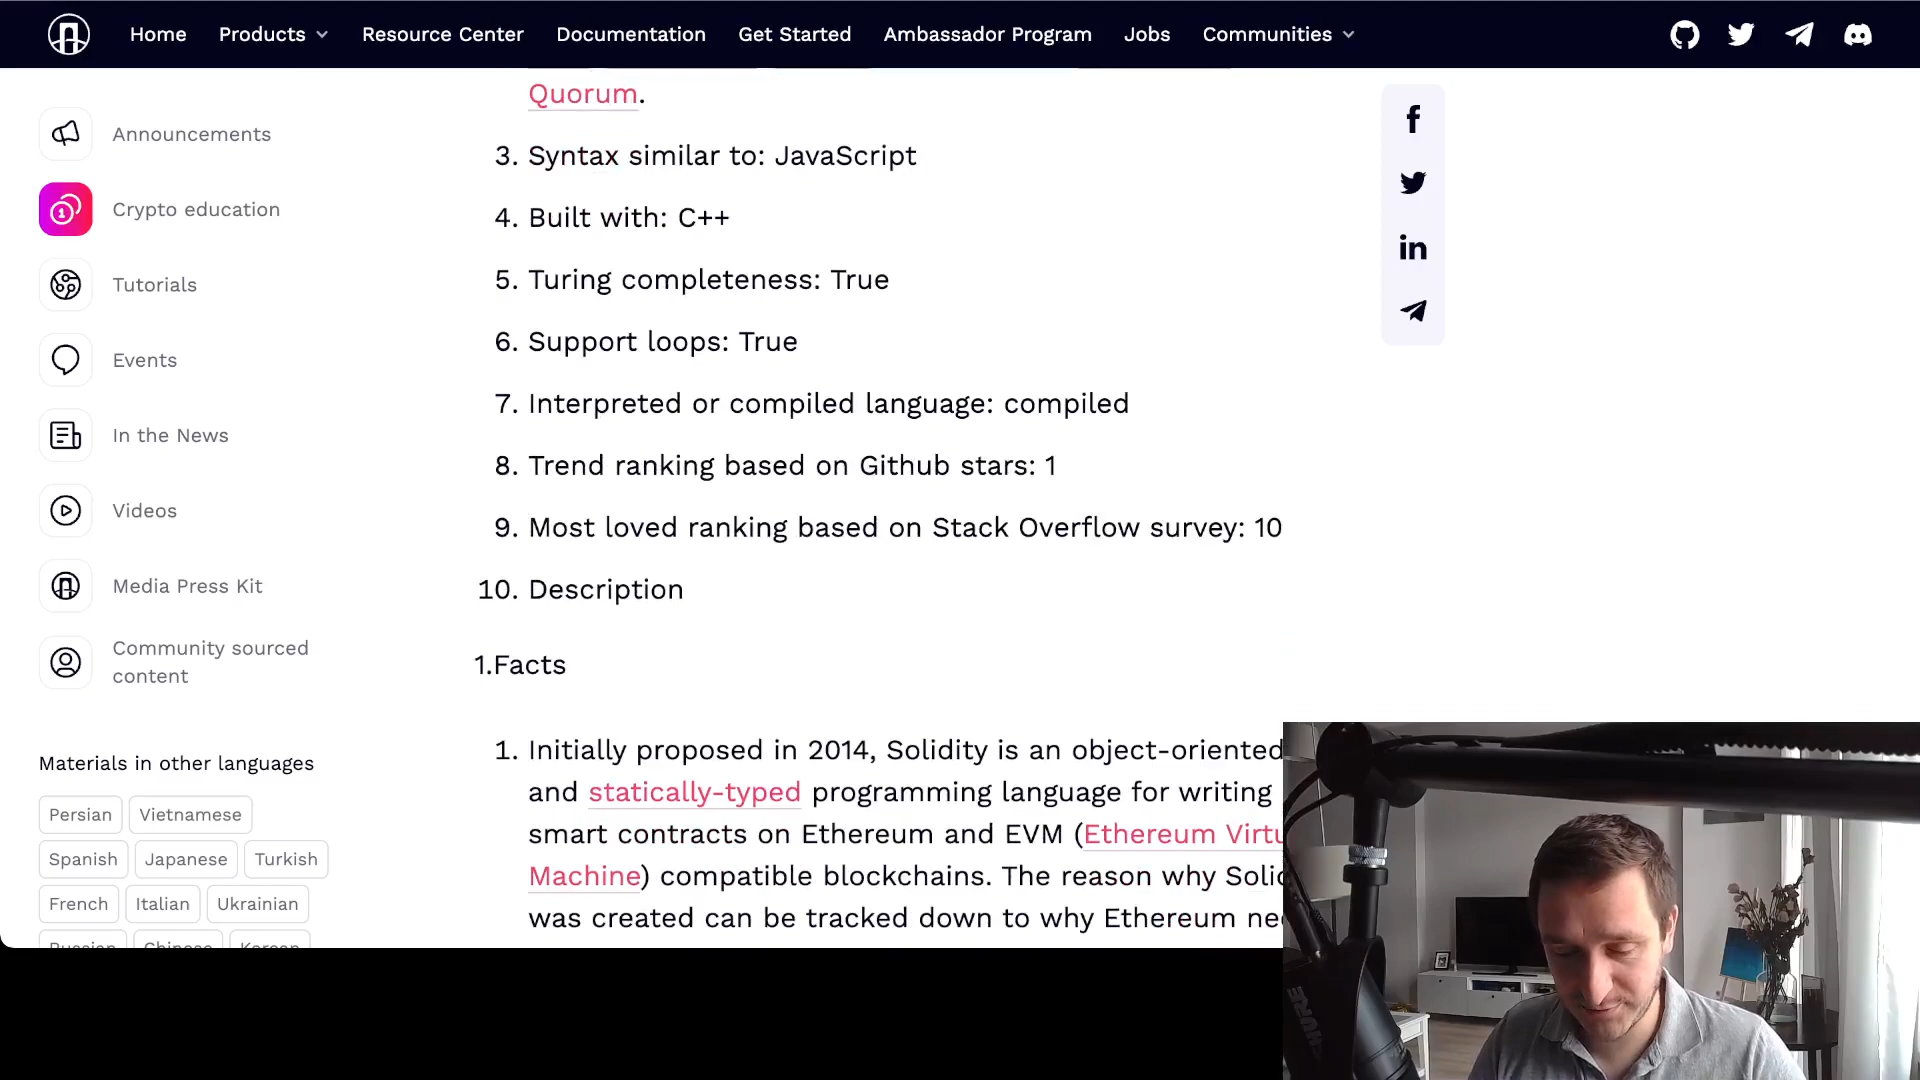 Home Products Resource Center Documentation Get Started Ambassador Program Jobs Communities
Announcements
Crypto education
Tutorials
Events
In the News
Videos
Media Press Kit
Community sourced
content
Materials in other languages
Persian Vietnamese
Spanish Japanese Turkish
French Italian Ukrainian
Russian Chinese Korean
Quorum.
3. Syntax similar to: JavaScript
4. Built with: C++
5. Turing completeness: True
6. Support loops: True
7. Interpreted or compiled language: compiled
8. Trend ranking based on Github stars: 1
9. Most loved ranking based on Stack Overflow survey: 10
10. Description
1.Facts
1. Initially proposed in 2014, Solidity is an object-oriented
and statically-typed programming language for writing
smart contracts on Ethereum and EVM (Ethereum Virtu
Machine) compatible blockchains. The reason why Solid
was created can be tracked down to why Ethereum ne
f
in
SHURE